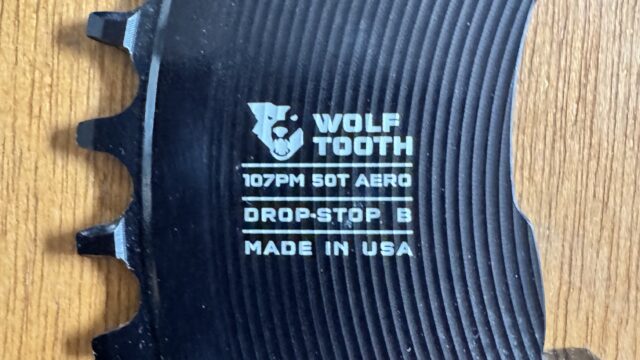 WOLF
TOOTH
107PM 50T AERO
DROP-STOP B
MADE IN USA